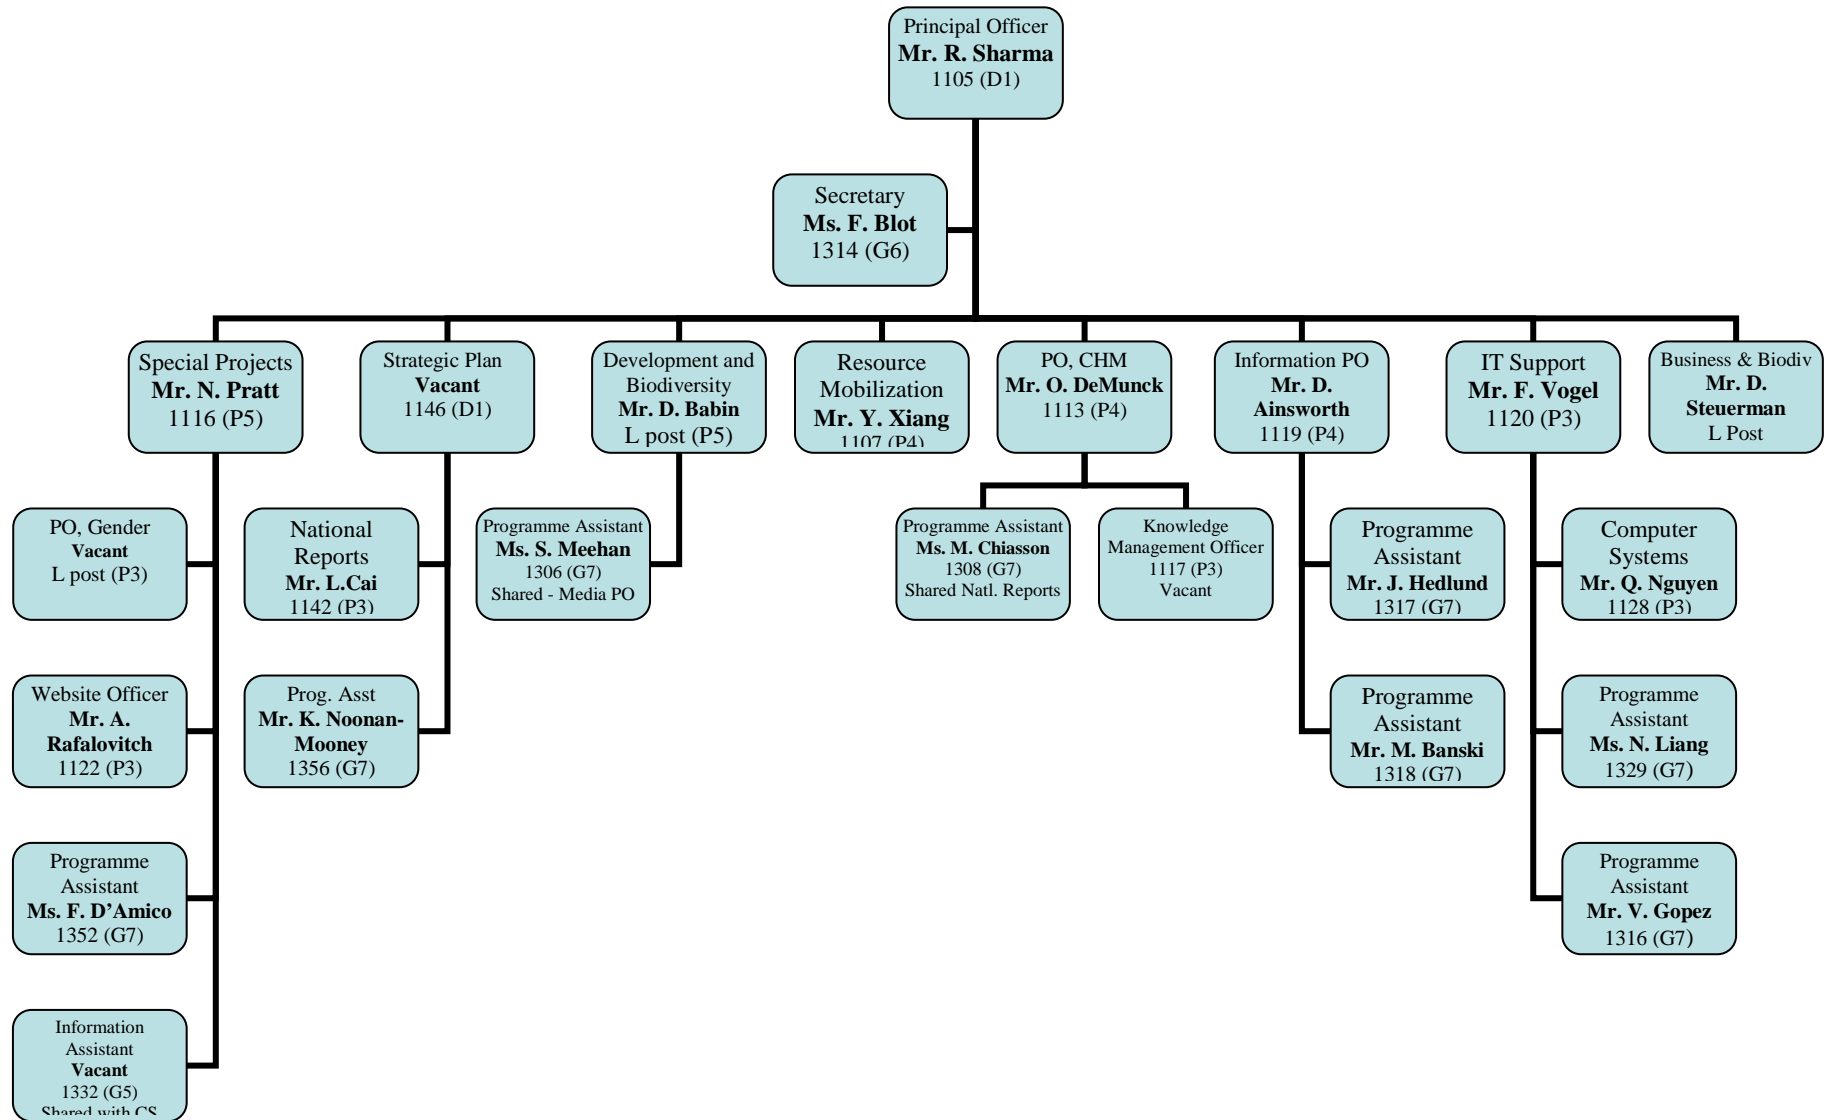 Principal Officer
Mr. R. Sharma
1105 (D1)
Secretary
Ms. F. Blot
1314 (G6)
Special Projects
Mr. N. Pratt
1116 (P5)
Strategic Plan
Vacant
1146 (D1)
Development and
Biodiversity
Mr. D. Babin
L post (P5)
Resource
Mobilization
Mr. Y. Xiang
1107 (P4)
PO, CHM
Mr. O. DeMunck
1113 (P4)
Information PO
Mr. D.
Ainsworth
1119 (P4)
IT Support
Mr. F. Vogel
1120 (P3)
Business & Biodiv
Mr. D.
Steuerman
L Post
PO, Gender
Vacant
L post (P3)
National
Reports
Mr. L.Cai
1142 (P3)
Programme Assistant
Ms. S. Meehan
1306 (G7)
Shared - Media PO
Programme Assistant
Ms. M. Chiasson
1308 (G7)
Shared Natl. Reports
Knowledge
Management Officer
1117 (P3)
Vacant
Programme
Assistant
Mr. J. Hedlund
1317 (G7)
Computer
Systems
Mr. Q. Nguyen
1128 (P3)
Website Officer
Mr. A.
Rafalovitch
1122 (P3)
Prog. Asst
Mr. K. Noonan-
Mooney
1356 (G7)
Programme
Assistant
Mr. M. Banski
1318 (G7)
Programme
Assistant
Ms. N. Liang
1329 (G7)
Programme
Assistant
Ms. F. D’Amico
1352 (G7)
Programme
Assistant
Mr. V. Gopez
1316 (G7)
Information
Assistant
Vacant
1332 (G5)
Shared with CS